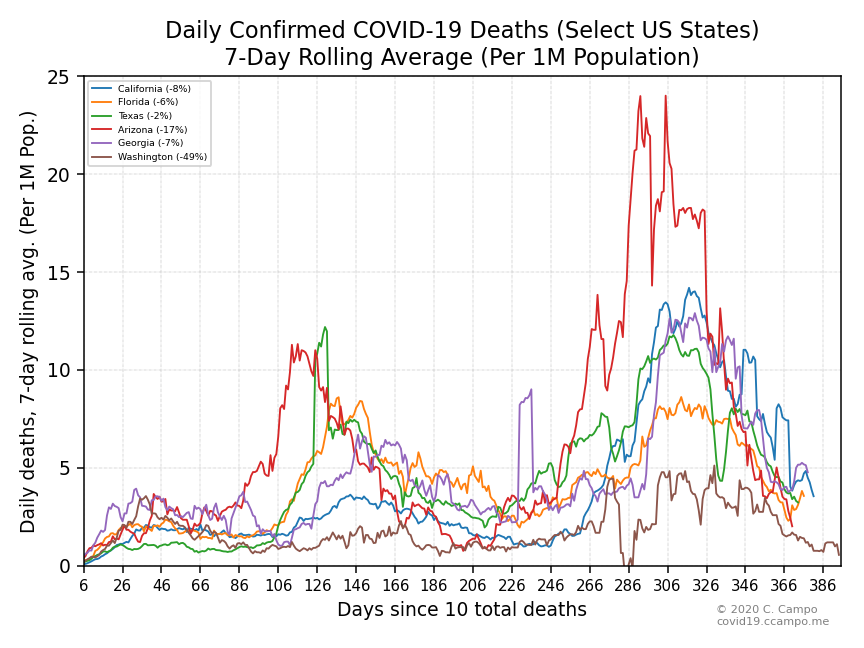 Daily Confirmed COVID-19 Deaths (Select US States)
7-Day Rolling Average (Per 1M Population)
Daily deaths, 7-day rolling avg. (Per 1M Pop.)
25
20
15
10
5
0
California (-8%)
Florida (-6%)
Texas (-2%)
Arizona (-17%)
Georgia (-7%)
Washington (-49%)
6 26 46 66 86 106 126 146 166 186 206 226 246 266 286 306 326 346 366 386
Days since 10 total deaths
© 2020 C. Campo
covid19.ccampo.me